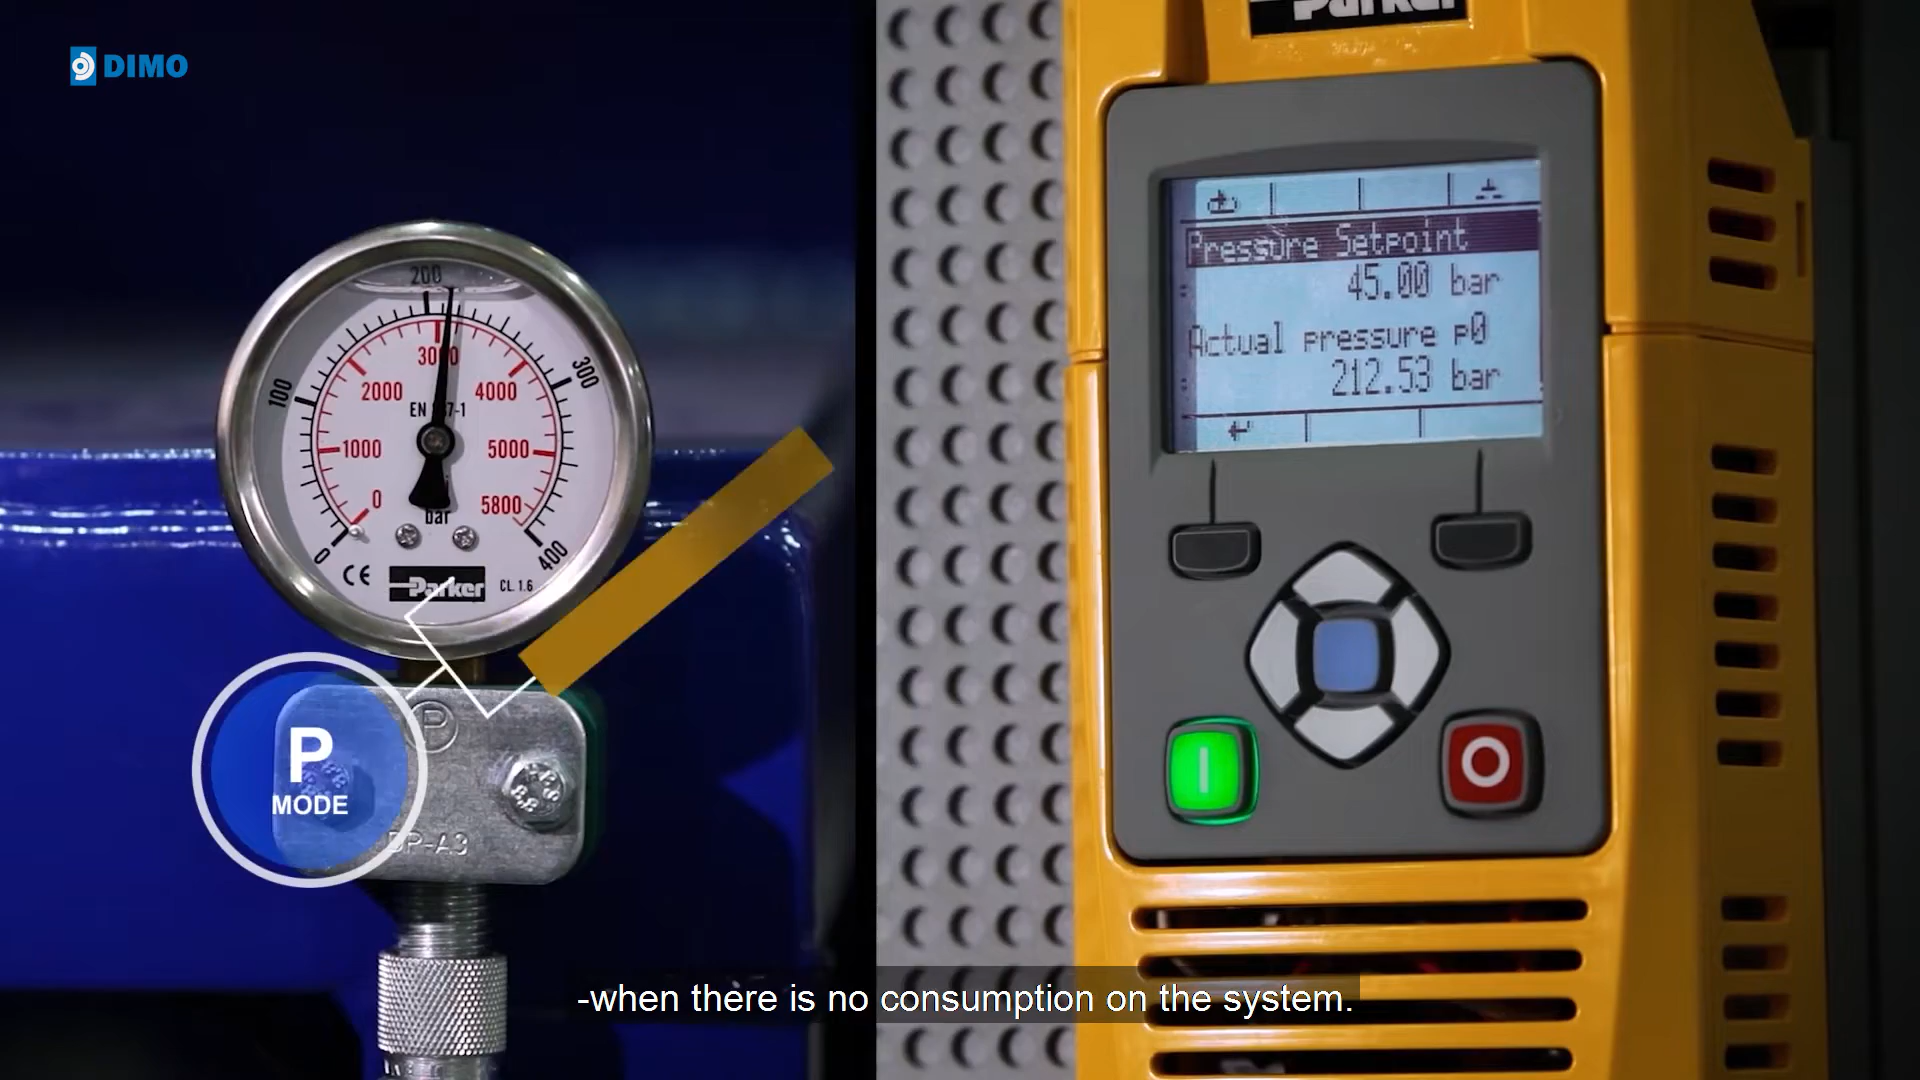 DIMO
Parker
200
100
300
3000
2000
4000
EN 837-1
1000
5000
0
5800
bar
0
400
CE
Parker
CL. 1.6
P
P
MODE
DP-A3
Pressure Setpoint
45.00 bar
Actual pressure p0
212.53 bar
-when there is no consumption on the system.